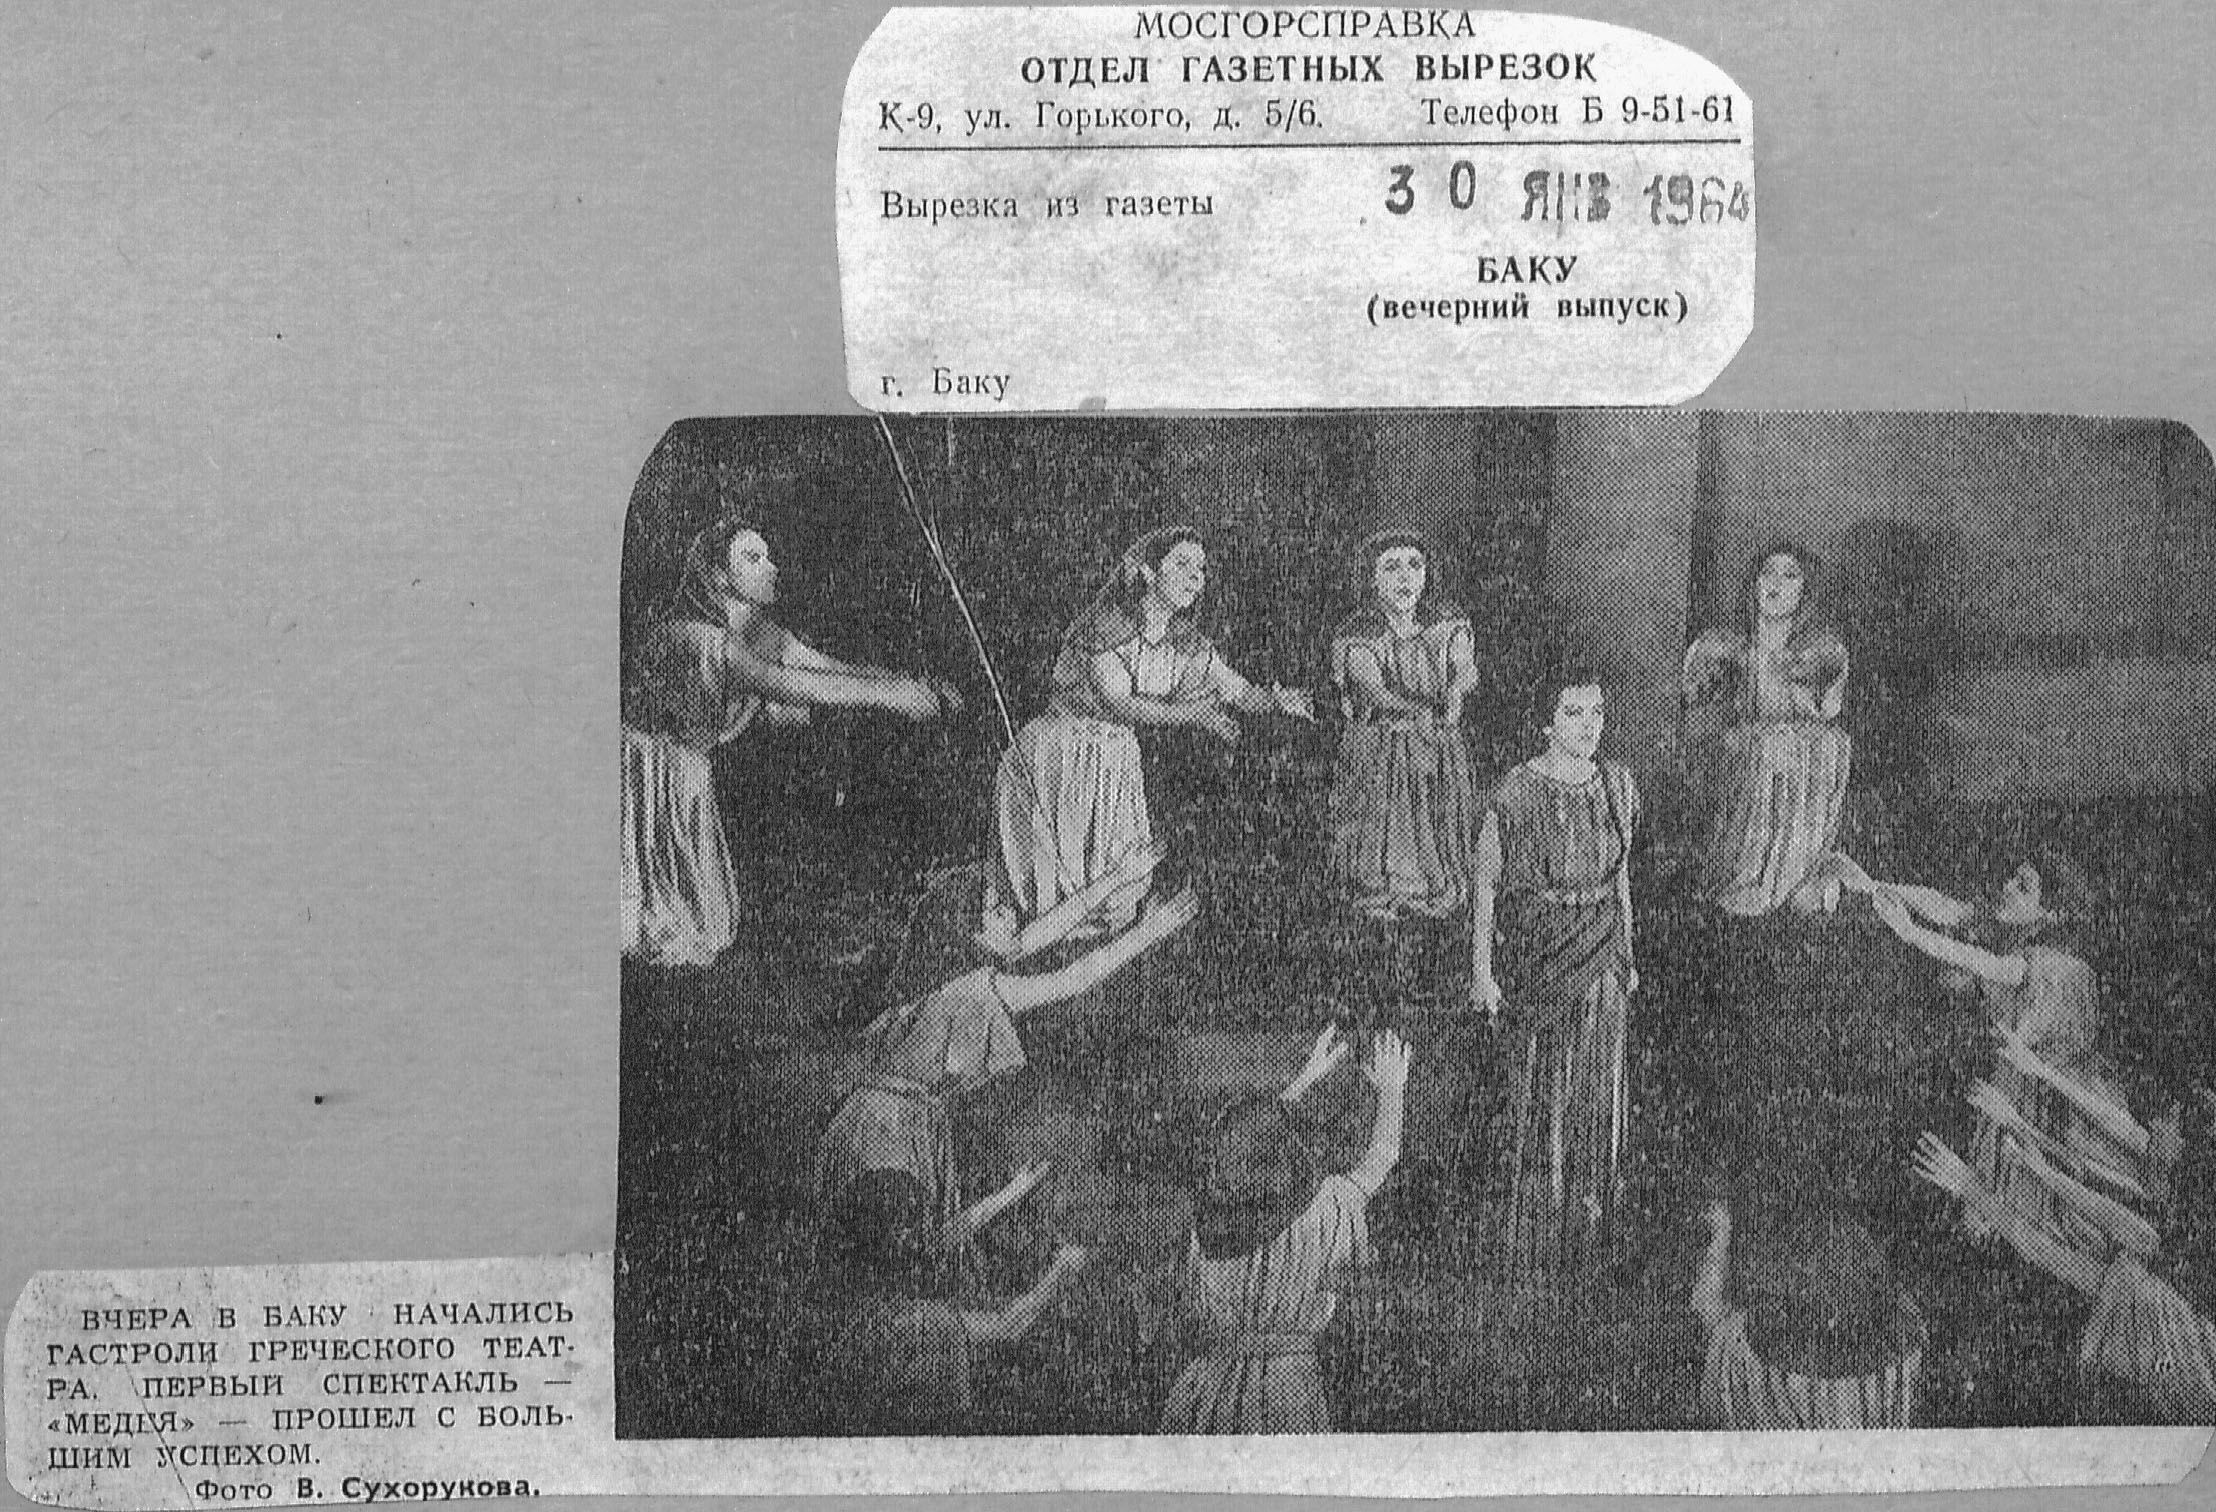 МОСГОРСПРАВКА
ОТДЕЛ ГАЗЕТНЫХ ВЫРЕЗОК
К-9, ул. Горького, д. 5/6. Телефон Б 9-51-61
Вырезка из газеты 30 ЯНВ 1964
БАКУ
(вечерний выпуск)
г. Баку
ВЧЕРА В БАКУ НАЧАЛИСЬ
ГАСТРОЛИ ГРЕЧЕСКОГО ТЕАТ-
РА. ПЕРВЫЙ СПЕКТАКЛЬ —
«МЕДЕЯ» — ПРОШЕЛ С БОЛЬ-
ШИМ УСПЕХОМ.
Фото В. Сухорукова.